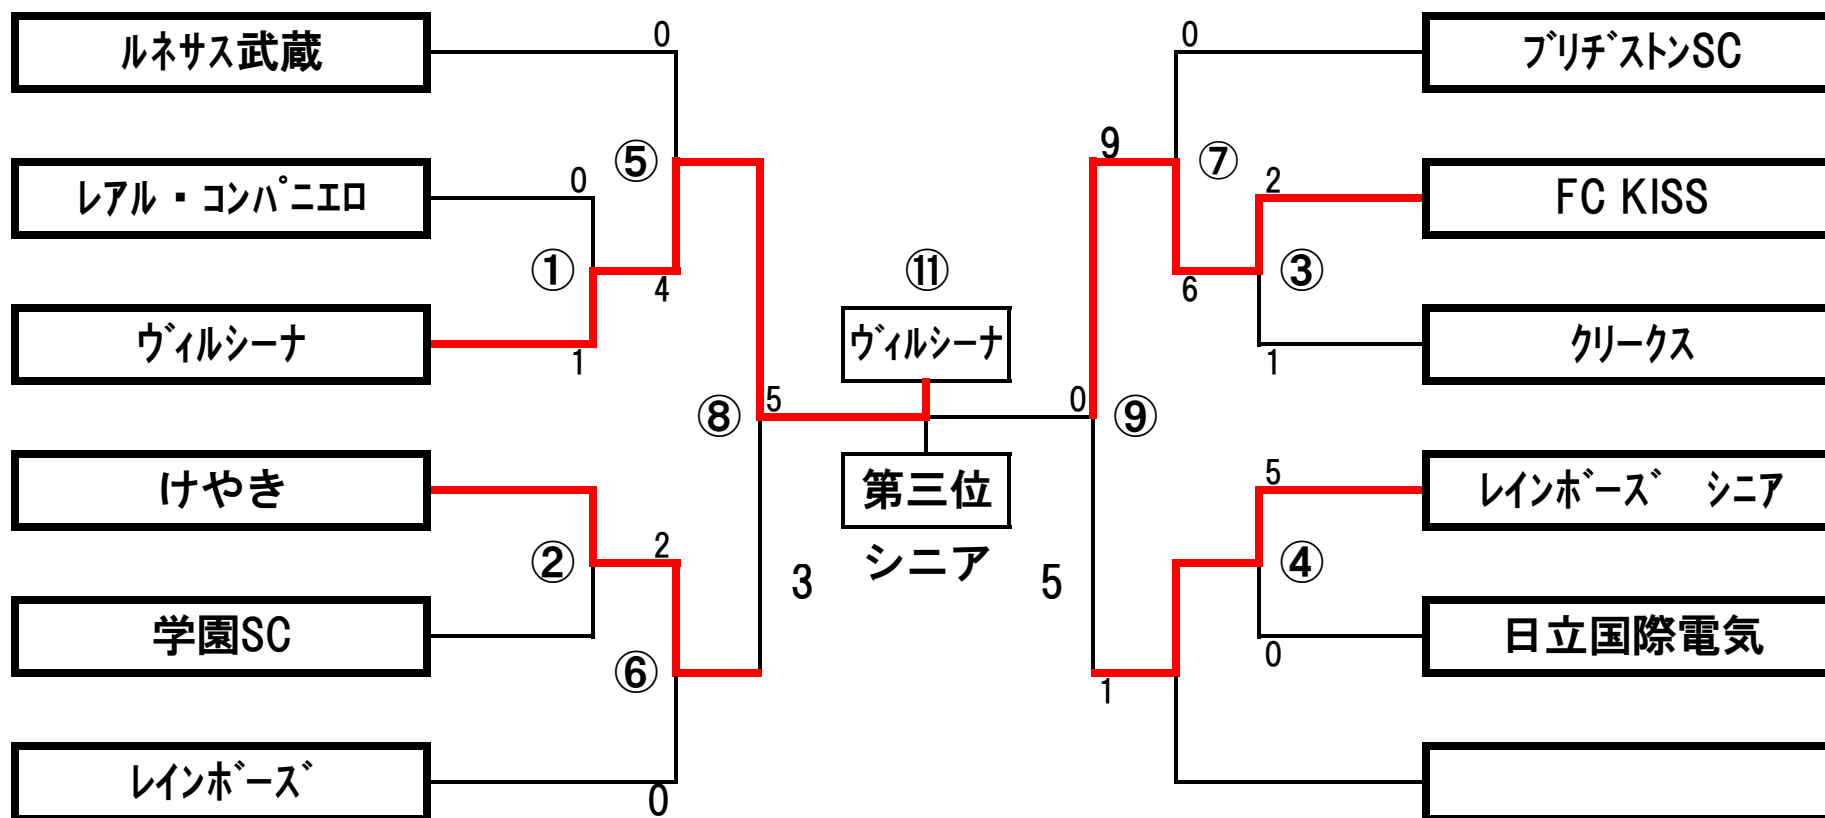 ルネサス武蔵
レアル・コンパニエロ
ヴィルシーナ
けやき
学園SC
レインボーズ
0
0
⑤
①
4
1
⑧
5
②
2
⑥
3
0
⑪
ヴィルシーナ
第三位
シニア
0
9
⑦
2
6
③
1
0
⑨
5
④
5
0
1
ブリヂストンSC
FC KISS
クリークス
レインボーズ シニア
日立国際電気